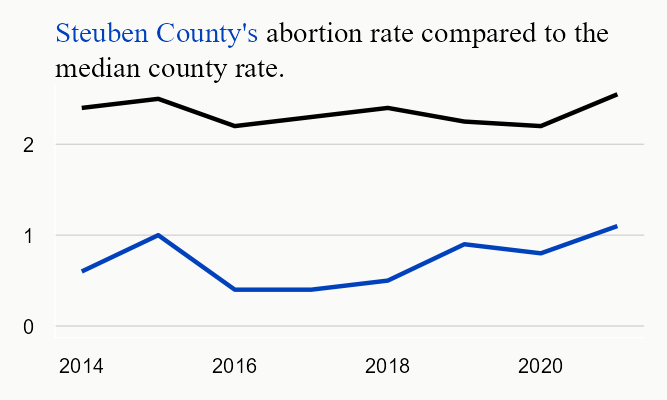 Steuben County's abortion rate compared to the
median county rate.
2
1
0
2014 2016 2018 2020